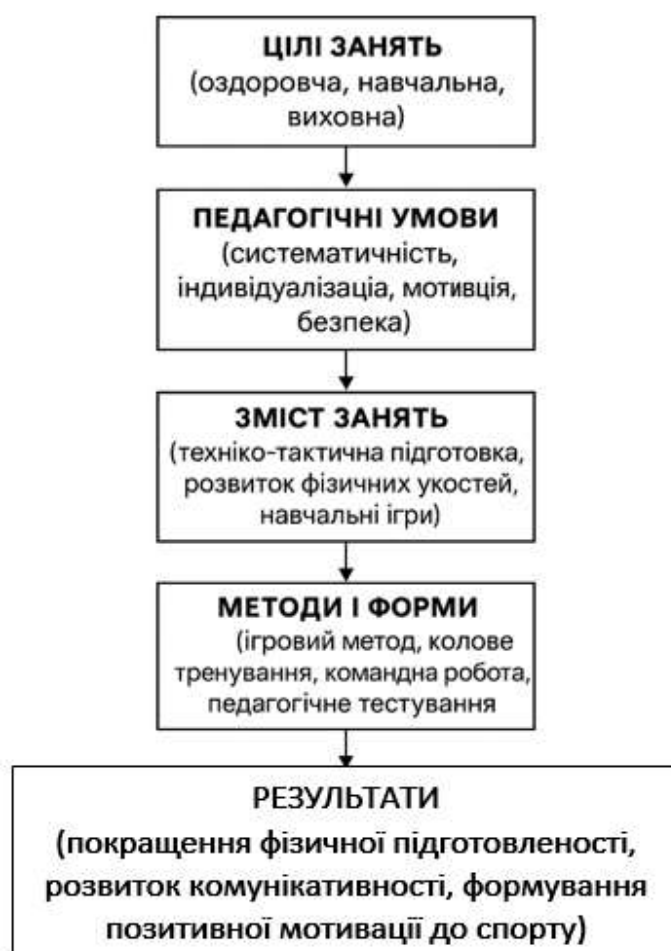 ЦІЛІ ЗАНЯТЬ
(оздоровча, навчальна,
виховна)
ПЕДАГОГІЧНІ УМОВИ
(систематичність,
індивідуалізація, мотивція,
безпека)
ЗМІСТ ЗАНЯТЬ
(техніко-тактична підготовка,
розвиток фізичних укостей,
навчальні ігри)
МЕТОДИ І ФОРМИ
(ігровий метод, колове
тренування, командна робота,
педагогічне тестування
РЕЗУЛЬТАТИ
(покращення фізичної підготовленості,
розвиток комунікативності, формування
позитивної мотивації до спорту)